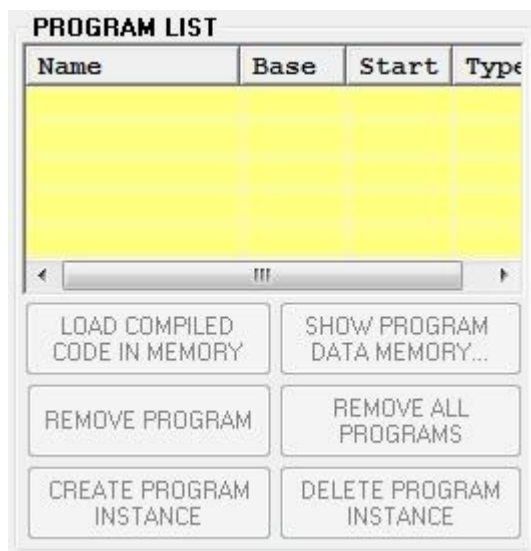 PROGRAM LIST
Name Base Start Type
LOAD COMPILED SHOW PROGRAM
CODE IN MEMORY DATA MEMORY...
REMOVE PROGRAM REMOVE ALL
PROGRAMS
CREATE PROGRAM DELETE PROGRAM
INSTANCE INSTANCE